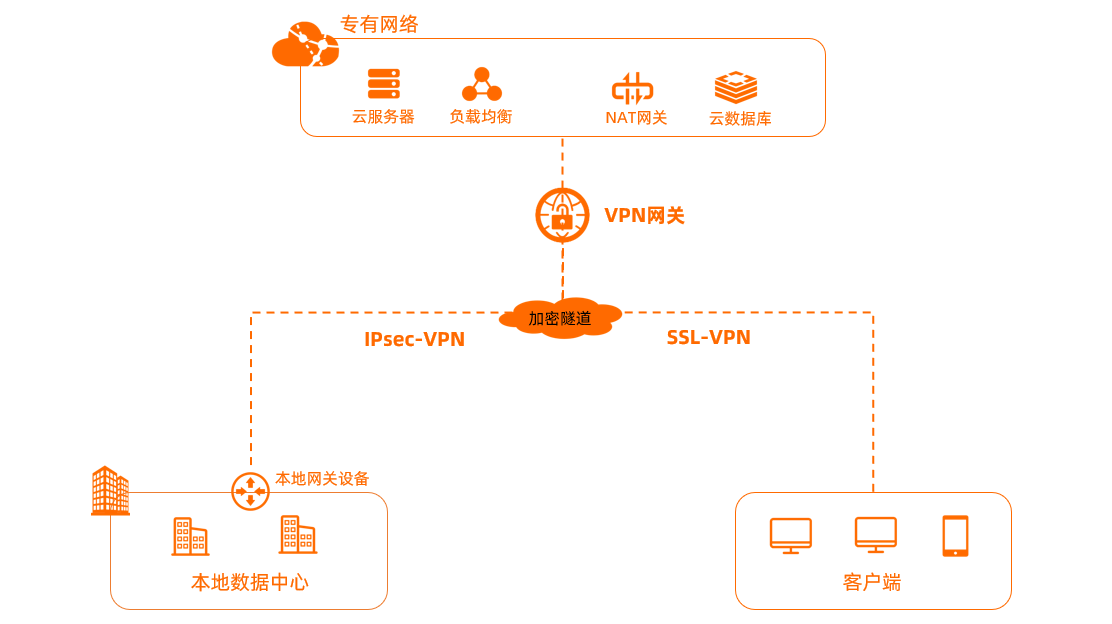 专有网络
云服务器
负载均衡
NAT网关
云数据库
VPN网关
加密隧道
IPsec-VPN
SSL-VPN
本地网关设备
本地数据中心
客户端